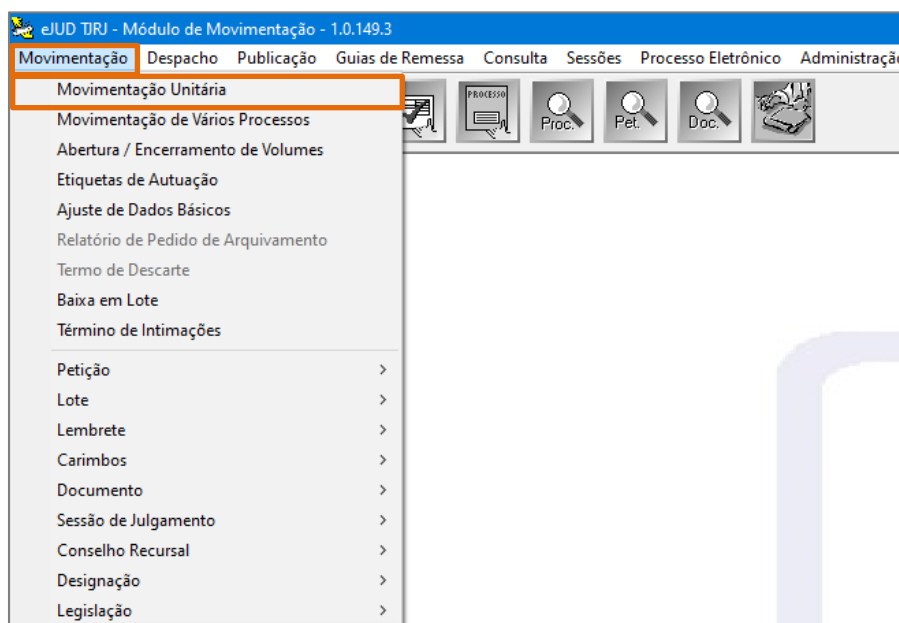 eJUD TJRJ - Módulo de Movimentação - 1.0.149.3
Movimentação Despacho Publicação Guias de Remessa Consulta Sessões Processo Eletrônico Administração
PROCESSO
Proc. Pet. Doc.
Movimentação Unitária
Movimentação de Vários Processos
Abertura / Encerramento de Volumes
Etiquetas de Autuação
Ajuste de Dados Básicos
Relatório de Pedido de Arquivamento
Termo de Descarte
Baixa em Lote
Término de Intimações
Petição
Lote
Lembrete
Carimbos
Documento
Sessão de Julgamento
Conselho Recursal
Designação
Legislação